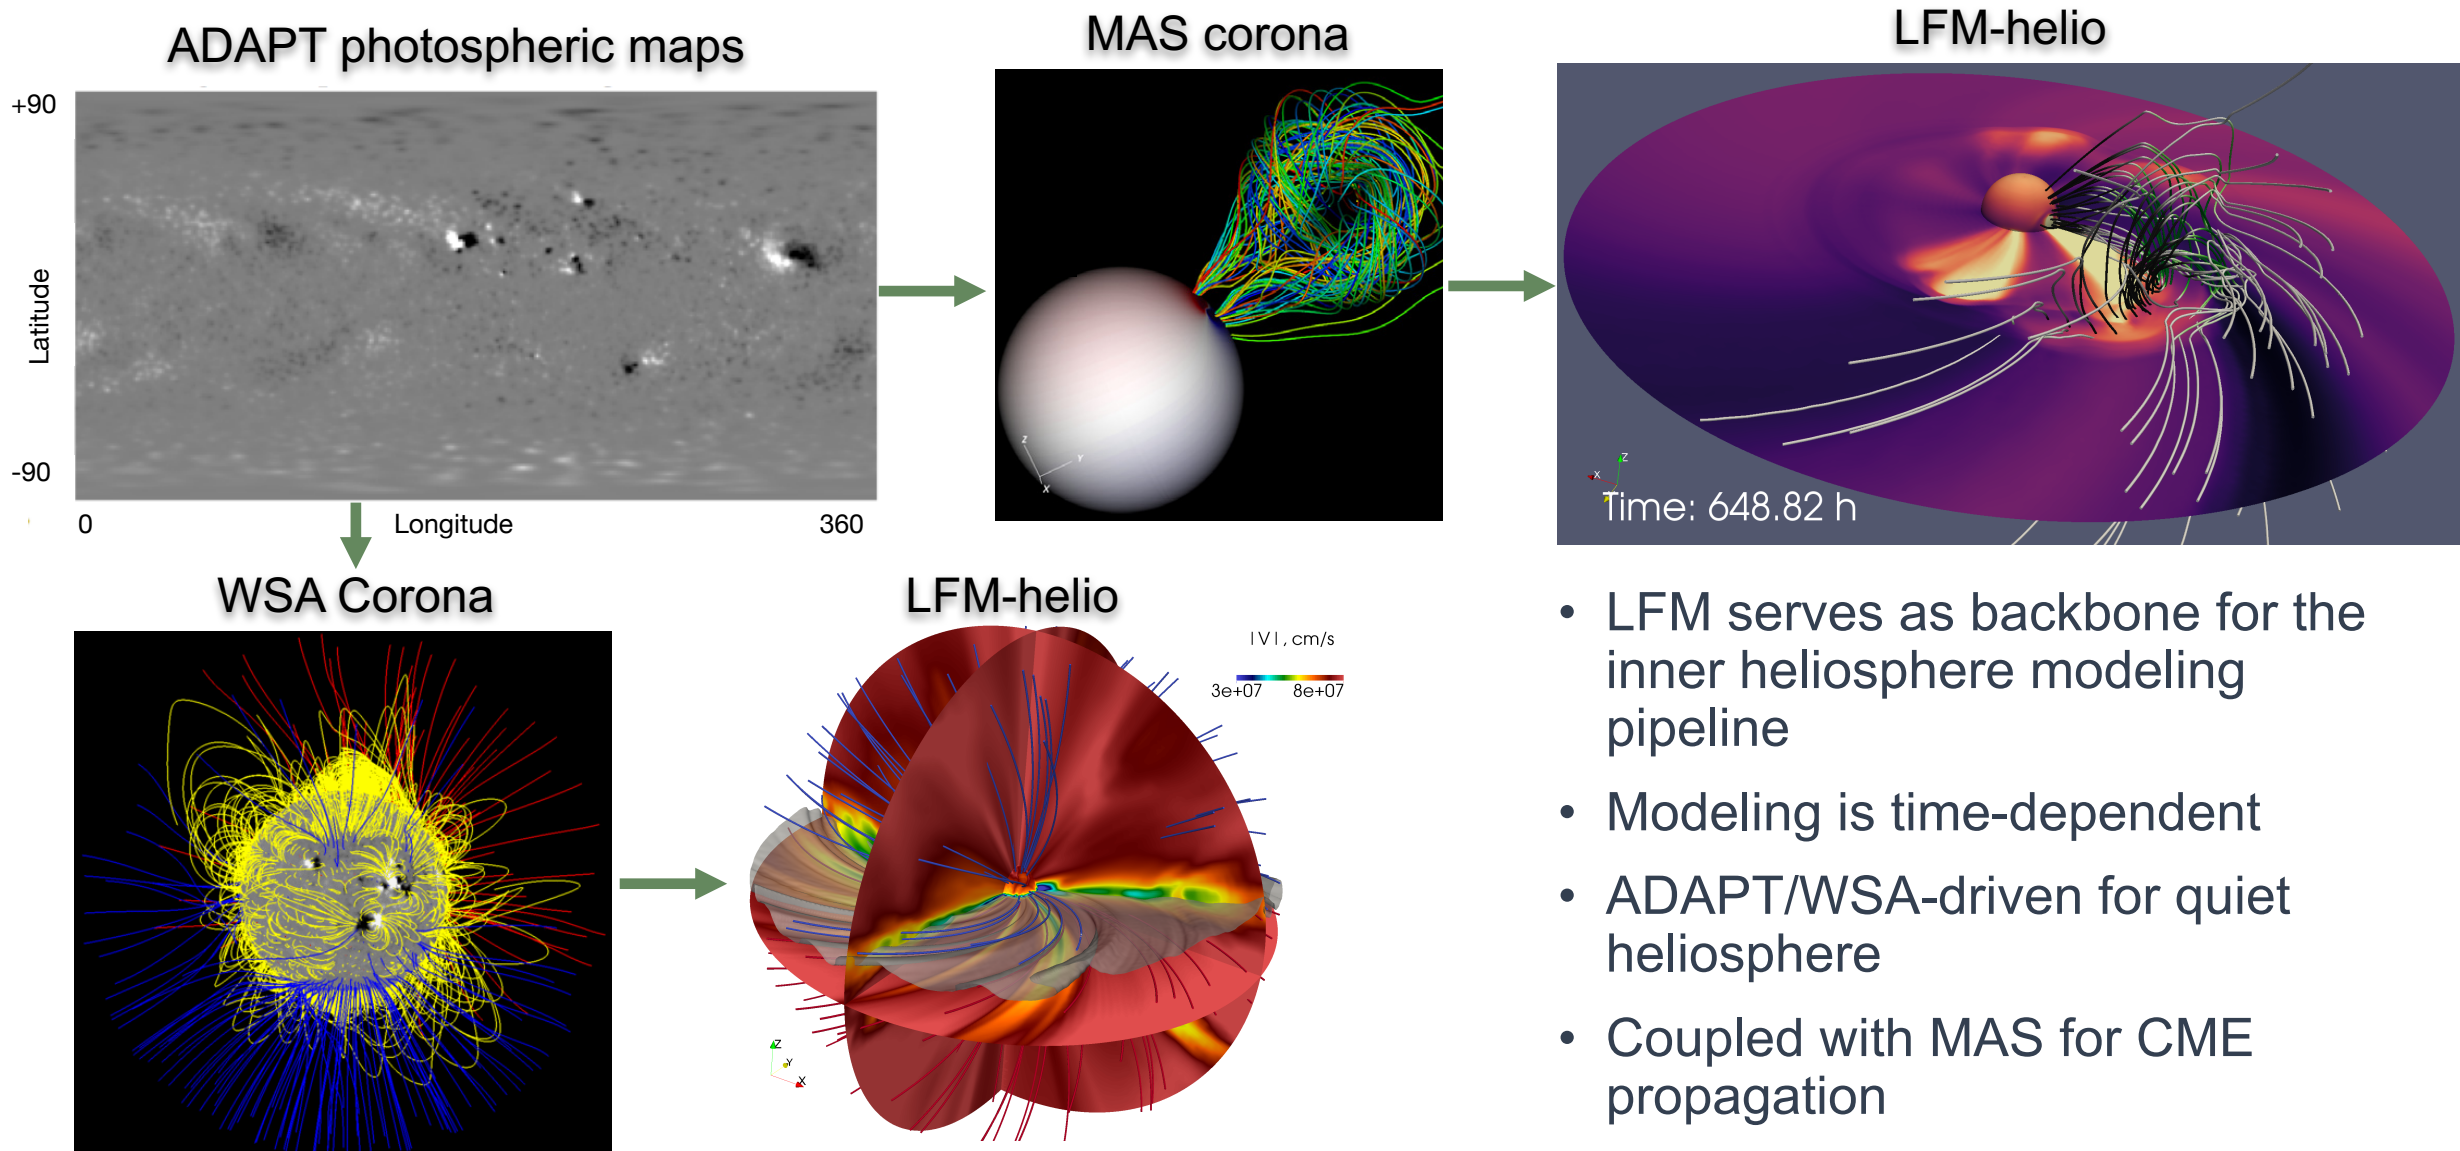 ADAPT photospheric maps
+90
Latitude
-90
0
Longitude
360
MAS corona
Z
Y
X
LFM-helio
Z
X
Time: 648.82 h
WSA Corona
LFM-helio
|V|, cm/s
3e+07 8e+07
Z
Y
X
• LFM serves as backbone for the
inner heliosphere modeling
pipeline
• Modeling is time-dependent
• ADAPT/WSA-driven for quiet
heliosphere
• Coupled with MAS for CME
propagation